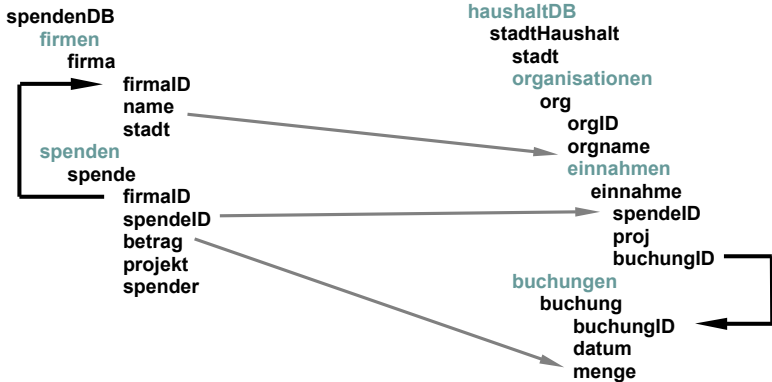 spendenDB
firmen
firma
firmaID
name
stadt
spenden
spende
firmaID
spendeID
betrag
projekt
spender
haushaltDB
stadtHaushalt
stadt
organisationen
org
orgID
orgname
einnahmen
einnahme
spendeID
proj
buchungID
buchungen
buchung
buchungID
datum
menge